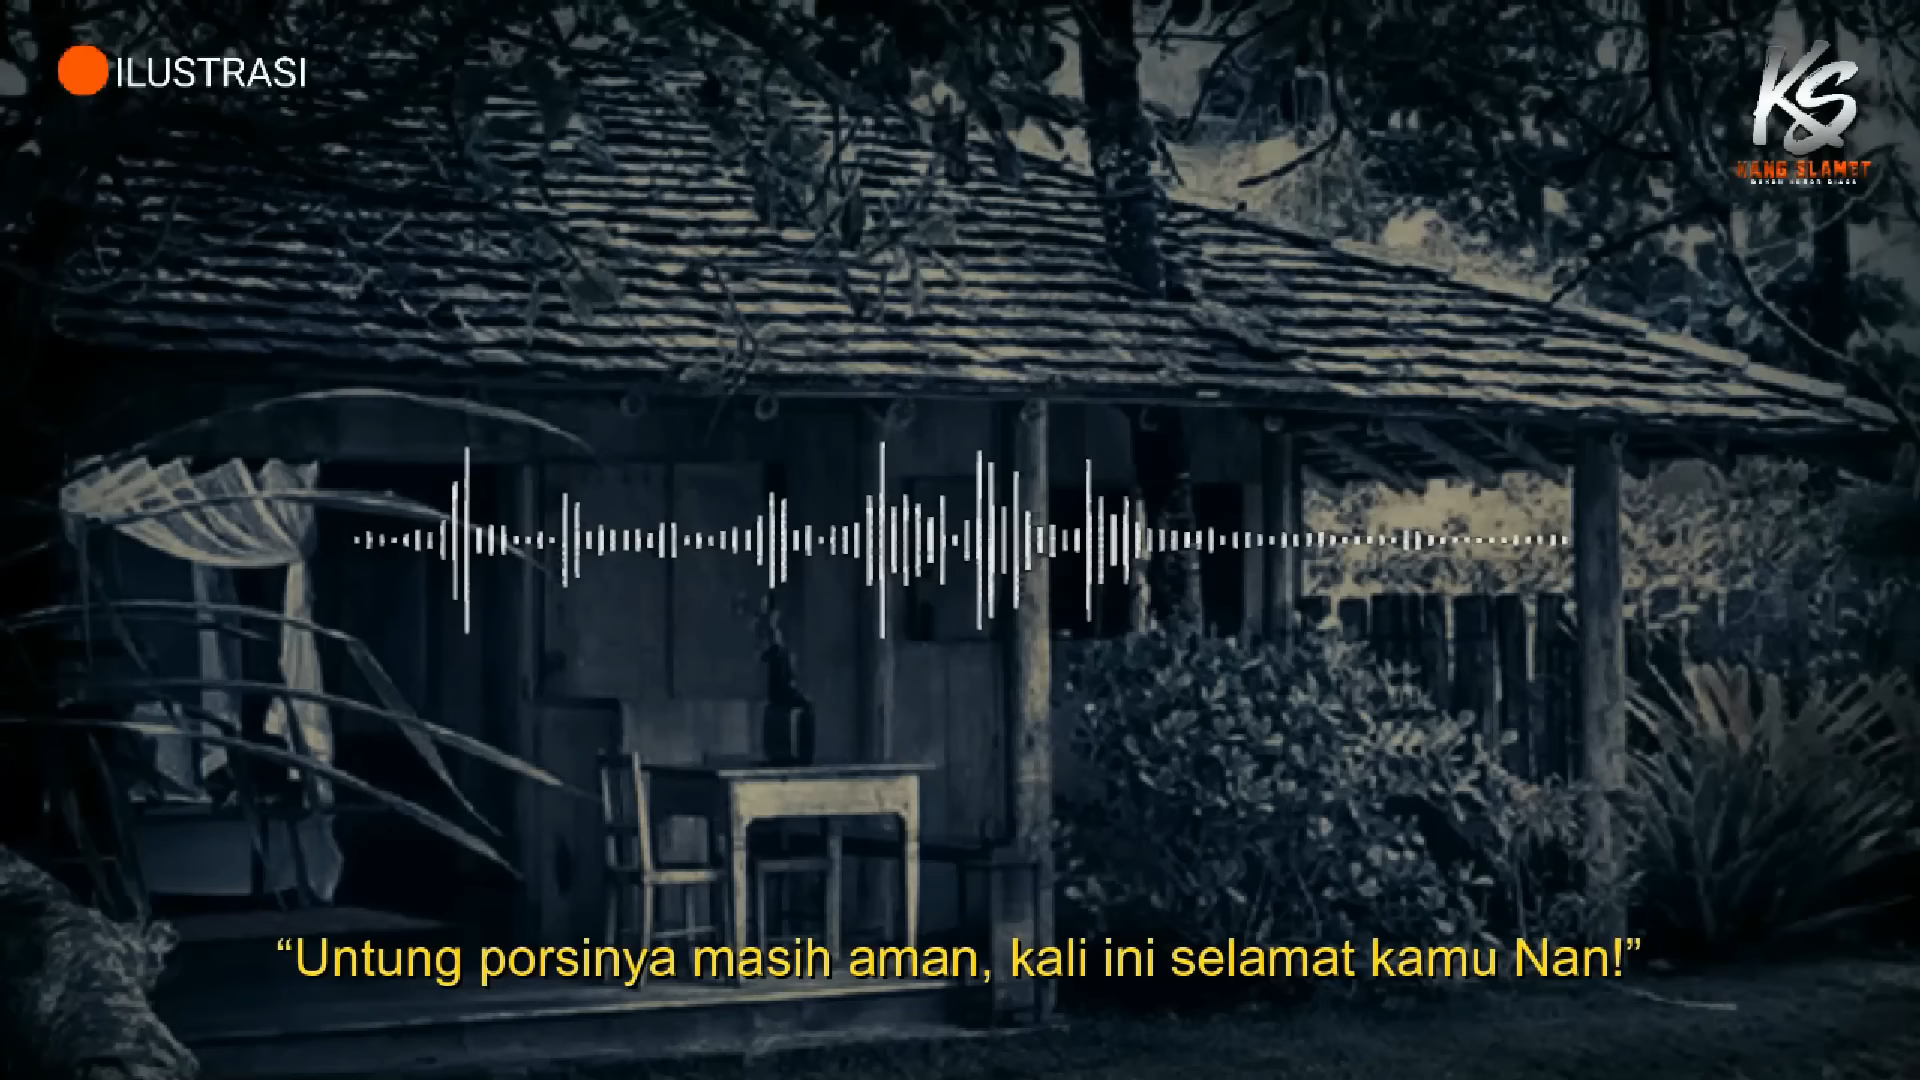 ILUSTRASI
KS
KANG SLAMET
“Untung porsinya masih aman, kali ini selamat kamu Nan!”